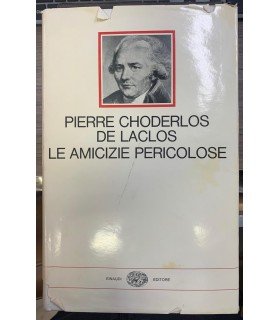 PIERRE CHODERLOS
DE LACLOS
LE AMICIZIE PERICOLOSE
EINAUDI EDITORE